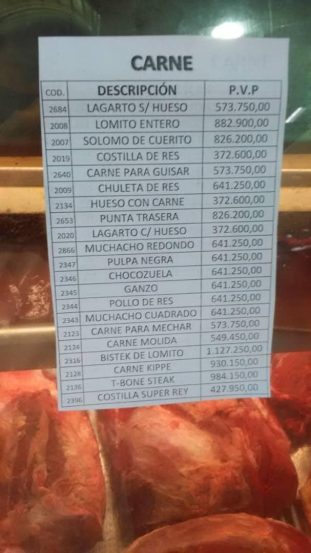 CARNE
COD. DESCRIPCIÓN P.V.P
2684 LAGARTO S/ HUESO 573.750,00
2008 LOMITO ENTERO 882.900,00
2007 SOLOMO DE CUERITO 826.200,00
2019 COSTILLA DE RES 372.600,00
2640 CARNE PARA GUISAR 573.750,00
2009 CHULETA DE RES 641.250,00
2134 HUESO CON CARNE 372.600,00
2653 PUNTA TRASERA 826.200,00
2020 LAGARTO C/ HUESO 372.600,00
2866 MUCHACHO REDONDO 641.250,00
2347 PULPA NEGRA 641.250,00
2346 CHOCOZUELA 641.250,00
2345 GANZO 641.250,00
2344 POLLO DE RES 641.250,00
2343 MUCHACHO CUADRADO 641.250,00
2123 CARNE PARA MECHAR 573.750,00
2124 CARNE MOLIDA 549.450,00
2316 BISTEK DE LOMITO 1.127.250,00
2128 CARNE KIPPE 930.150,00
2136 T-BONE STEAK 984.150,00
2396 COSTILLA SUPER REY 427.950,00